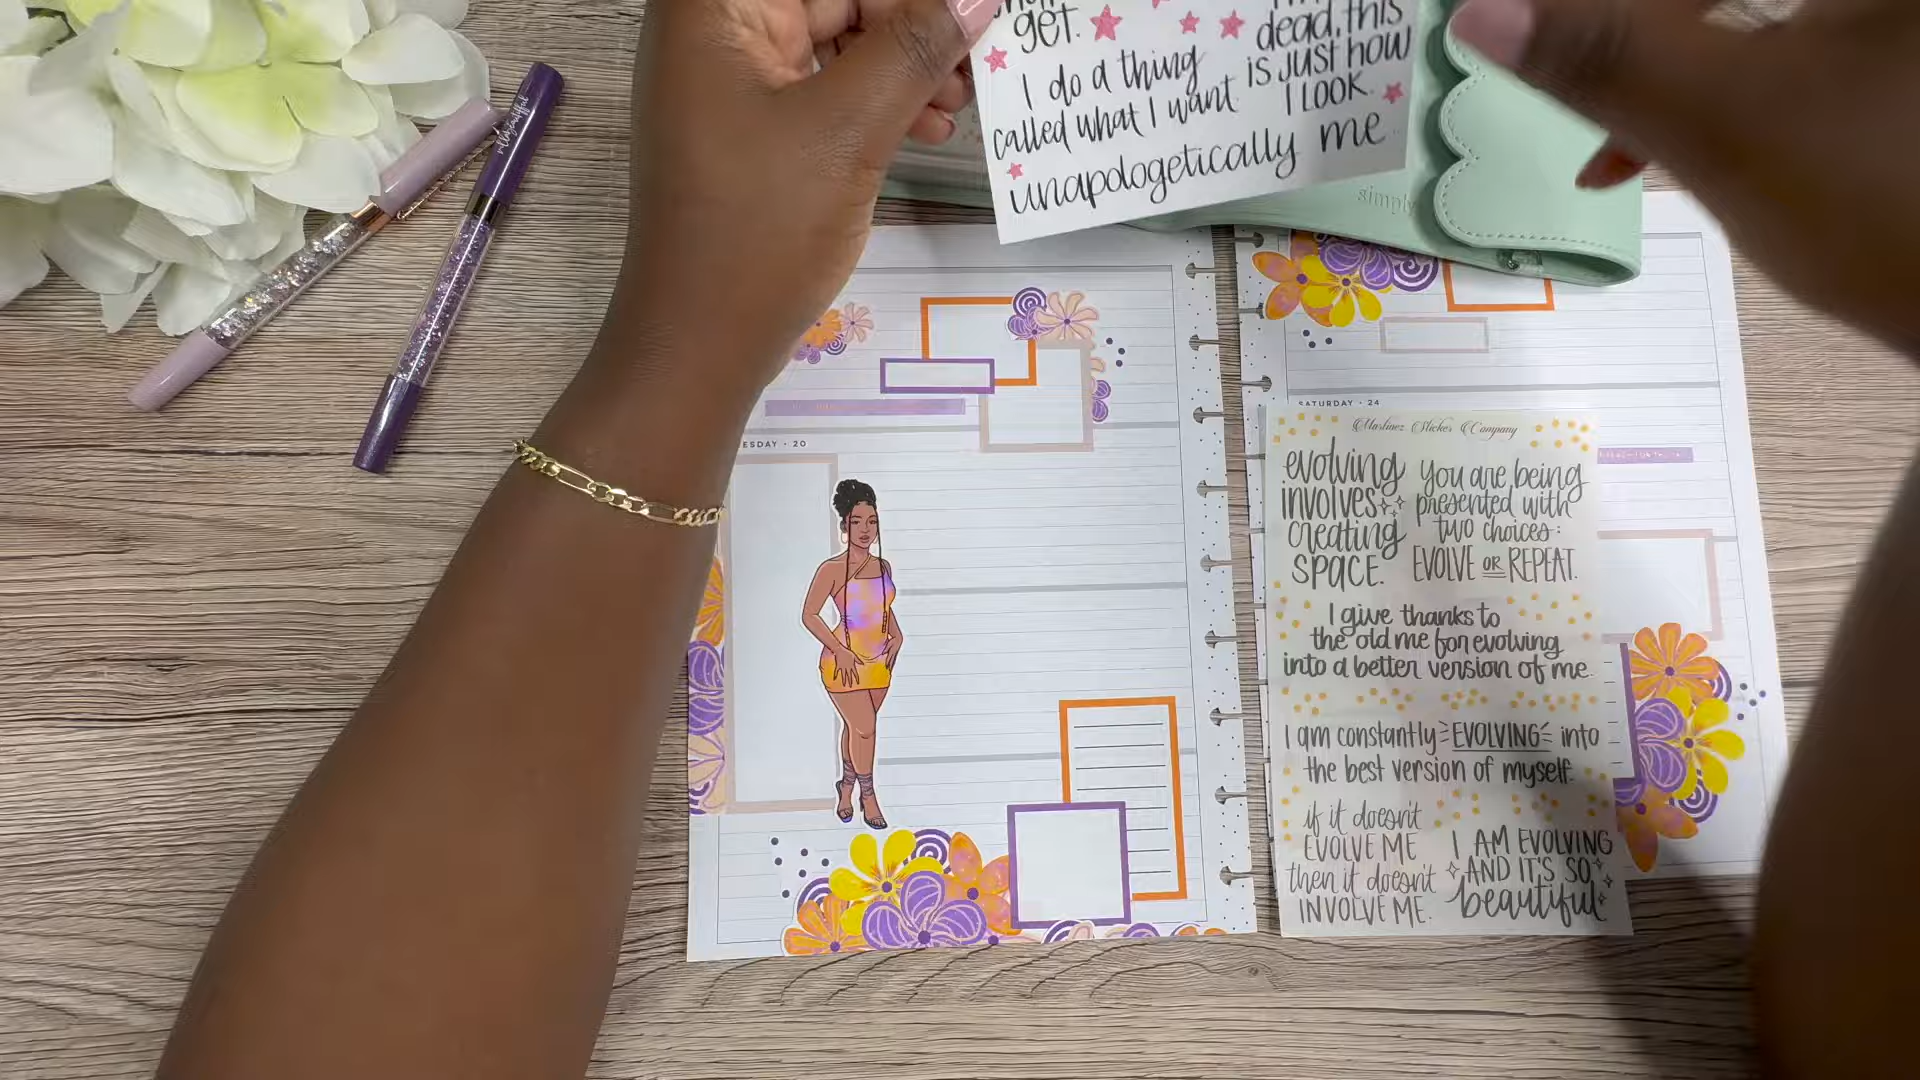 get.
dead, this
is just how
I LOOK.
I do a thing
called what I want
unapologetically me
simply
SATURDAY • 24
ESDAY • 20
Martinez Sticker Company
evolving
INVOLVES
creating
SPACE.
you are being
presented with
two choices:
EVOLVE OR REPEAT.
I give thanks to
the old me for evolving
into a better version of me.
I am constantly EVOLVING into
the best version of myself.
if it doesn't
EVOLVE ME
then it doesn't
INVOLVE ME.
I AM EVOLVING
AND IT'S SO
beautiful